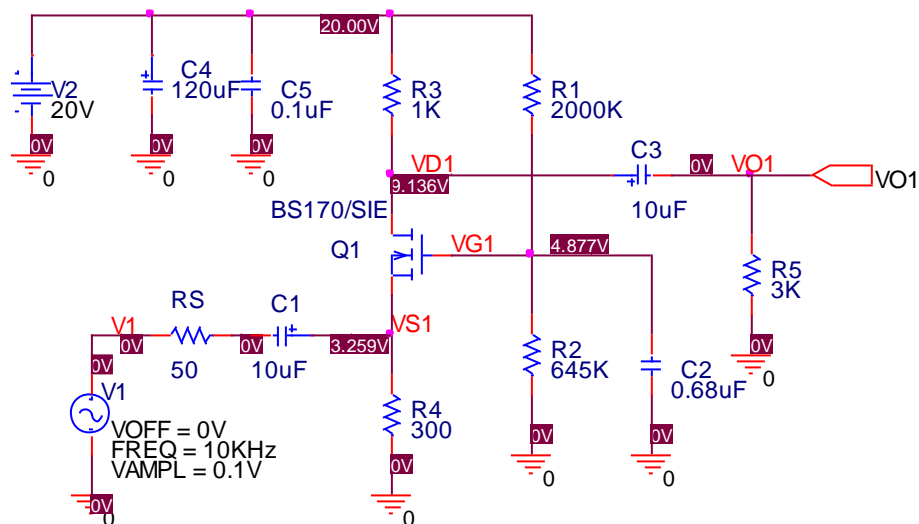 20.00V
V2
20V
0V
0
C4
120uF
0V
0
C5
0.1uF
0V
0
R3
1K
R1
2000K
VD1
9.136V
C3
10uF
0V
VO1
VO1
BS170/SIE
Q1
VG1
4.877V
R5
3K
0V
0
V1
0V
RS
50
0V
C1
10uF
3.259V
VS1
R2
645K
0V
0
C2
0.68uF
0V
0
0V
V1
VOFF = 0V
FREQ = 10KHz
VAMPL = 0.1V
0V
0
R4
300
0V
0